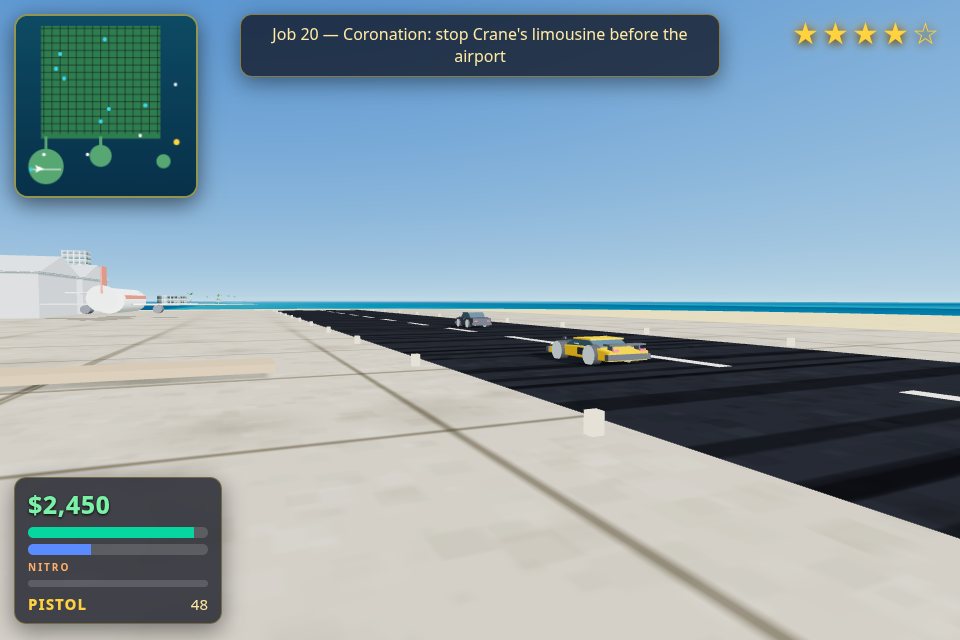 Job 20 — Coronation: stop Crane's limousine before the
airport
$2,450
NITRO
PISTOL 48